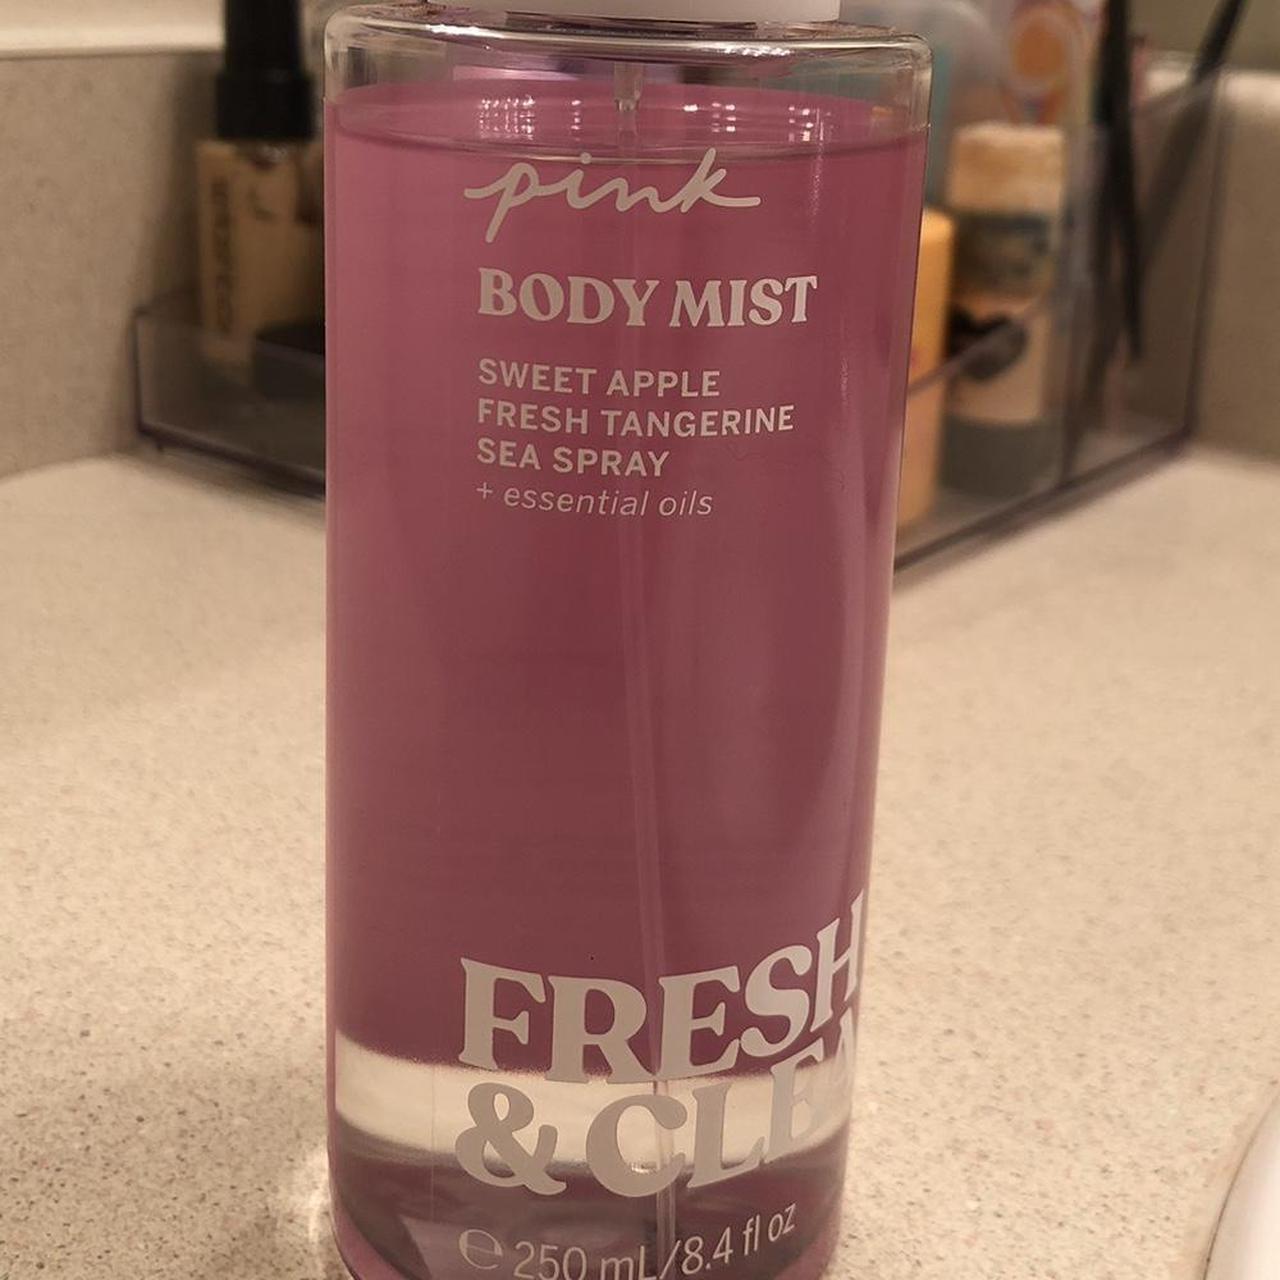 pink
BODY MIST
SWEET APPLE
FRESH TANGERINE
SEA SPRAY
+ essential oils
FRESH
& CLEA
℮ 250 mL/8.4 fl oz